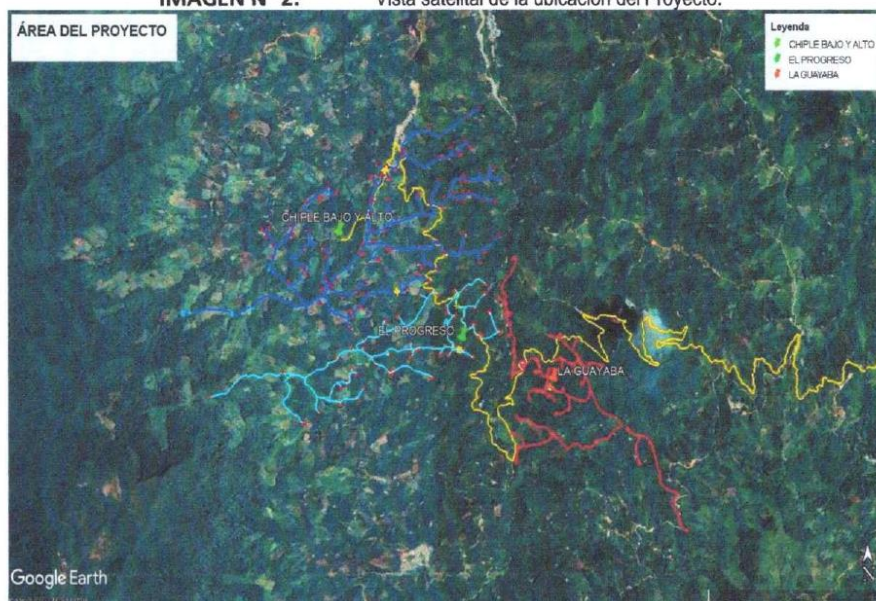 IMAGEN N° 2: Vista satelital de la ubicación del Proyecto.
ÁREA DEL PROYECTO
Leyenda
CHIPLE BAJO Y ALTO
EL PROGRESO
LA GUAYABA
CHIPLE BAJO Y ALTO
EL PROGRESO
LA GUAYABA
Google Earth